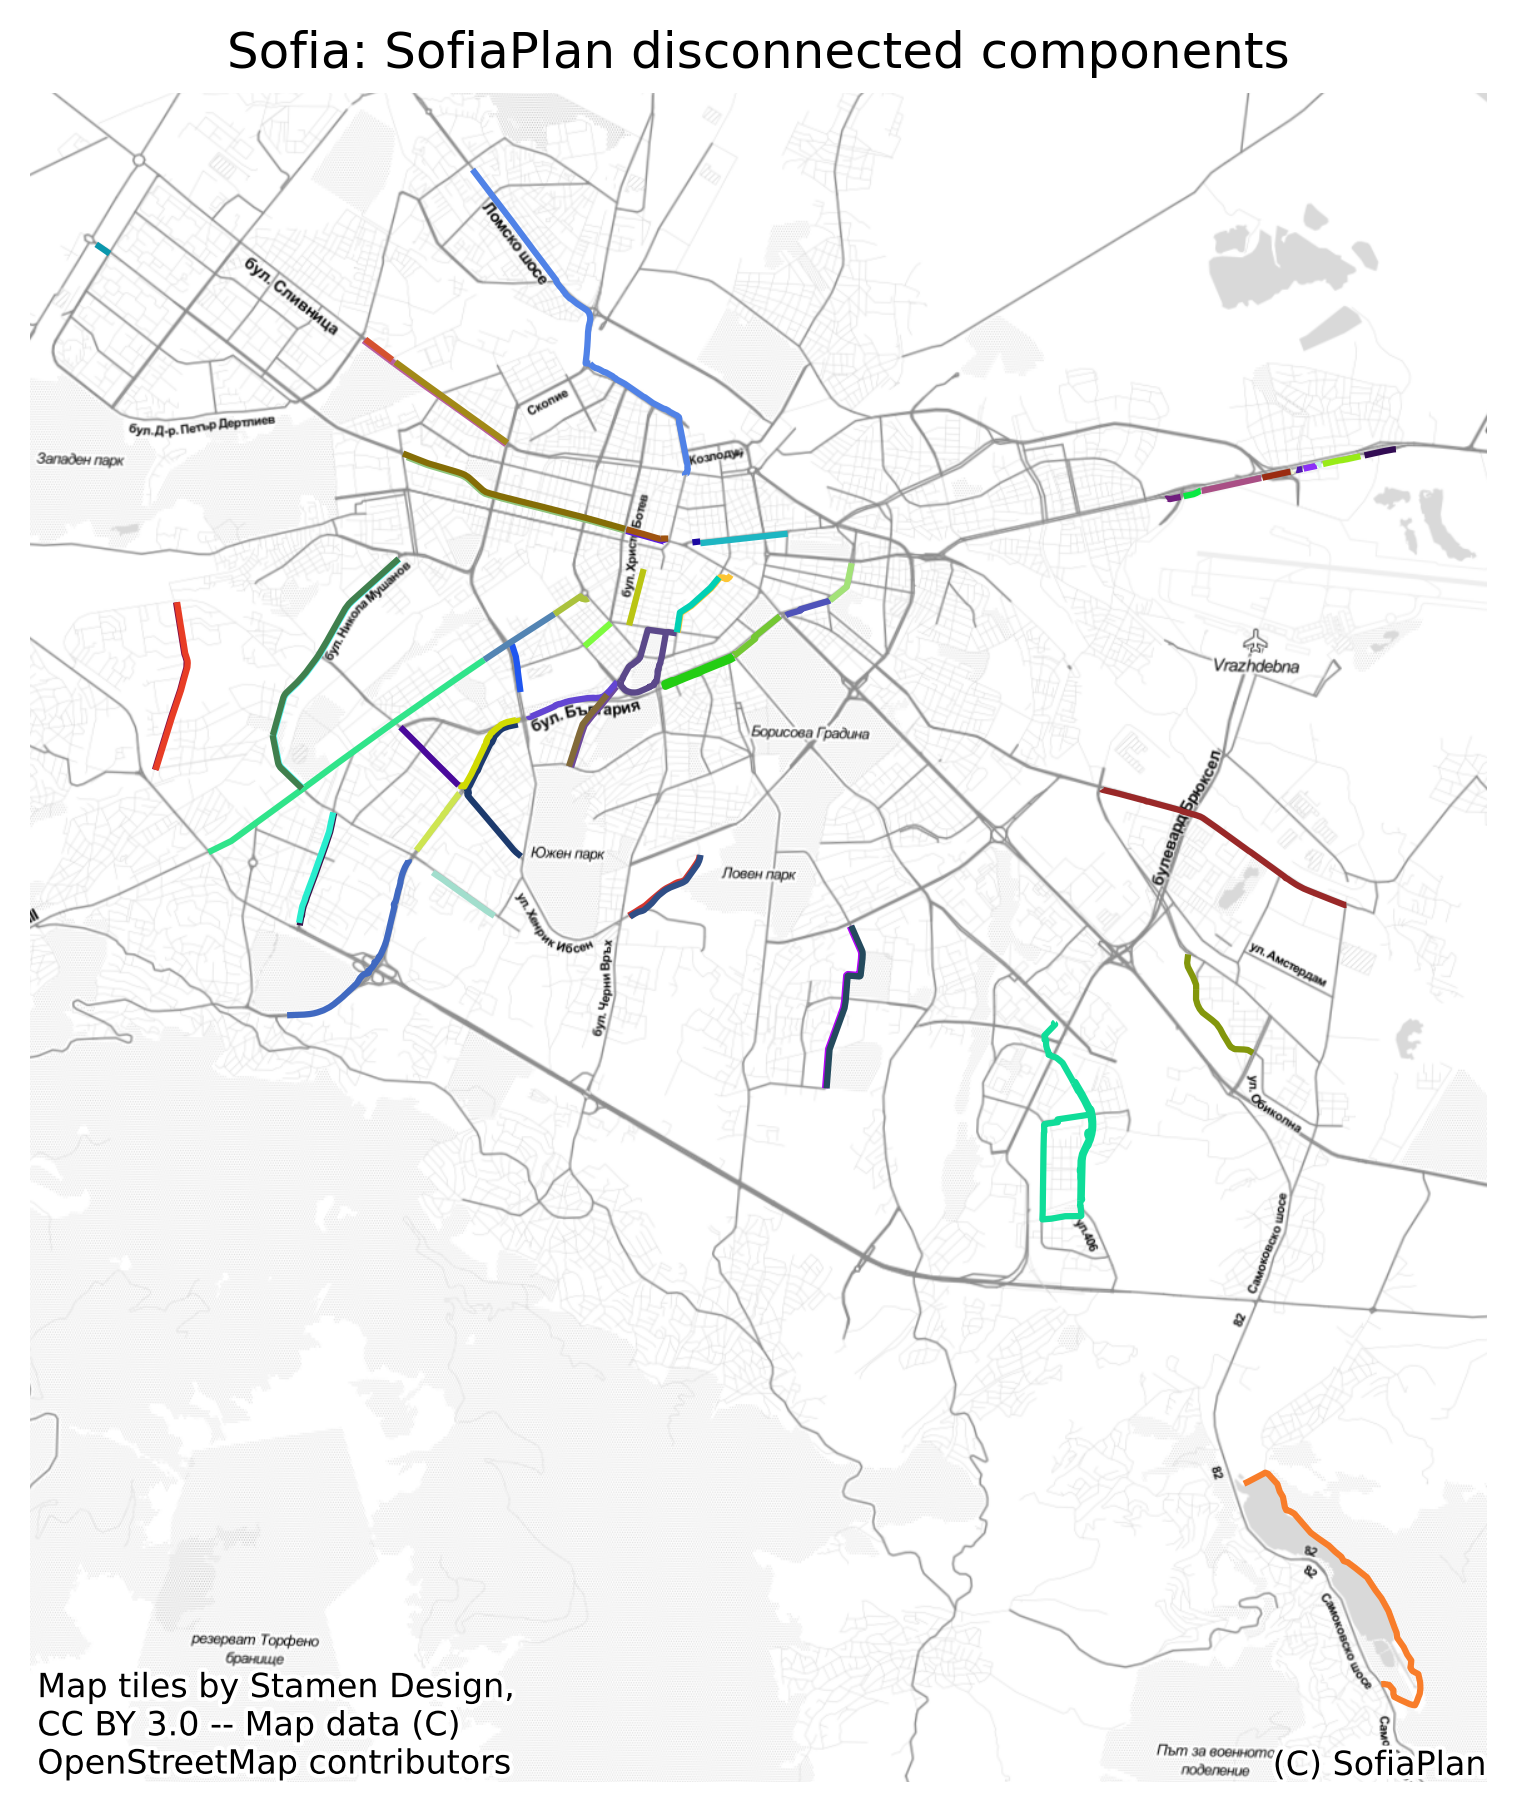 Sofia: SofiaPlan disconnected components
Ломско шосе
бул. Сливница
Скопие
бул. Д-р. Петър Дертлиев
Западен парк
Козлодуй
бул. Христо Ботев
бул. Никола Мушанов
Vrazhdebna
бул. България
Борисова Градина
булевард Брюксел
Южен парк
Ловен парк
ул. Хенрик Ибсен
бул. Черни Връх
ул. Амстердам
ул. Обиколна
ул.406
Самоковско шосе
82
82
82
82
Самоковско шосе
резерват Торфено
бранище
Път за военното
поделение
Само
Map tiles by Stamen Design,
CC BY 3.0 -- Map data (C)
OpenStreetMap contributors
(C) SofiaPlan